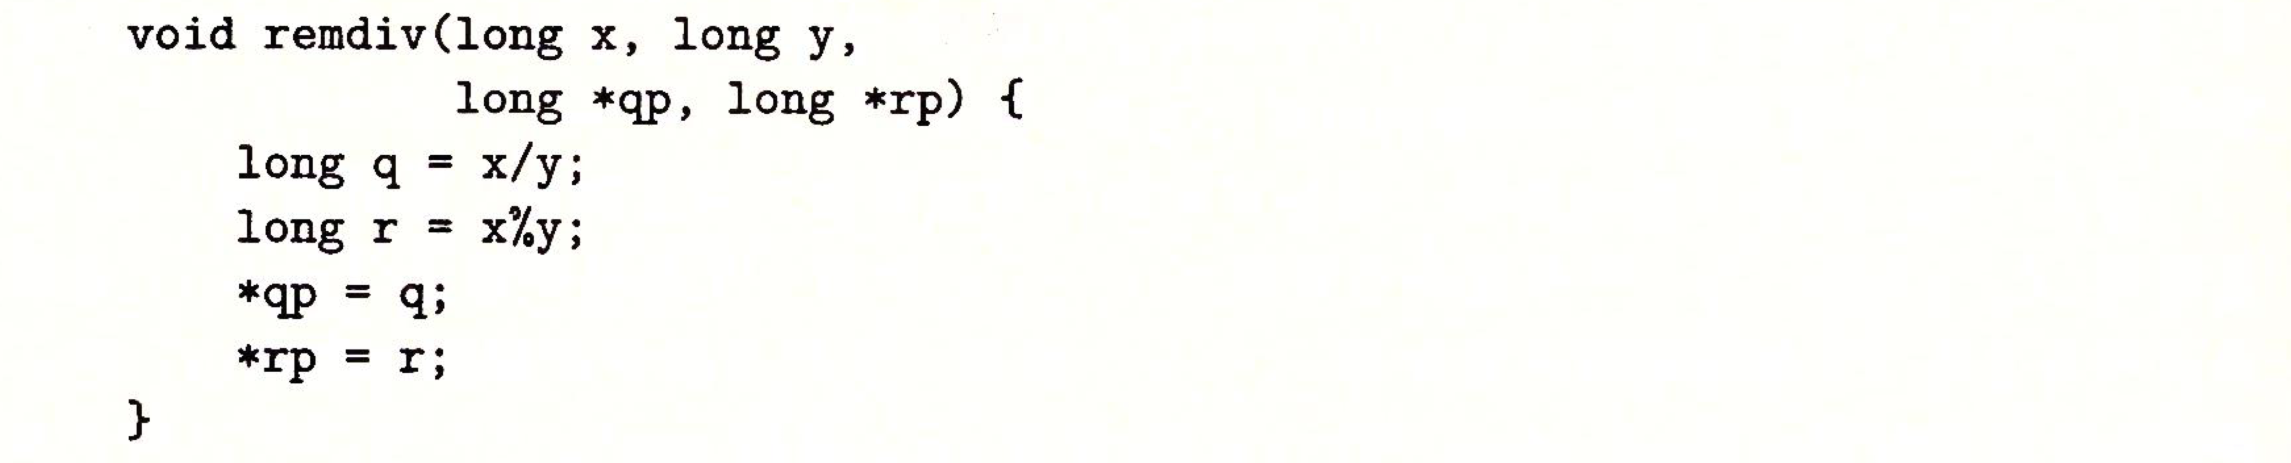 void remdiv(long x, long y,
            long *qp, long *rp) {
    long q = x/y;
    long r = x%y;
    *qp = q;
    *rp = r;
}